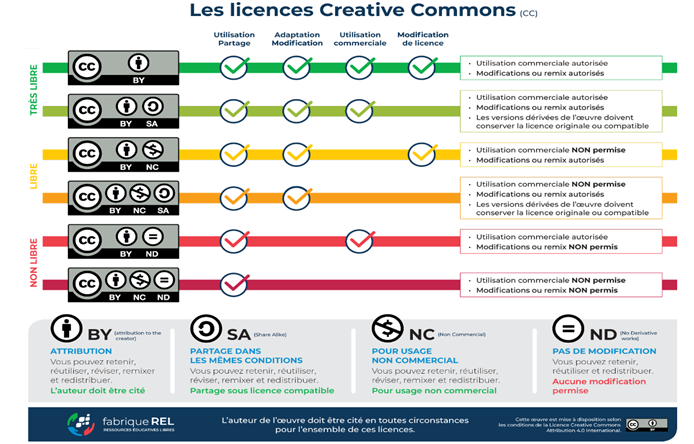 Les licences Creative Commons (CC)
Utilisation
Partage
Adaptation
Modification
Utilisation
commerciale
Modification
de licence
TRÈS LIBRE
LIBRE
NON LIBRE
CC
BY
• Utilisation commerciale autorisée
• Modifications ou remix autorisés
CC
BY SA
• Utilisation commerciale autorisée
• Modifications ou remix autorisés
• Les versions dérivées de l'œuvre doivent
conserver la licence originale ou compatible
CC
BY NC
• Utilisation commerciale NON permise
• Modifications ou remix autorisés
CC
BY NC SA
• Utilisation commerciale NON permise
• Modifications ou remix autorisés
• Les versions dérivées de l'œuvre doivent
conserver la licence originale ou compatible
CC
BY ND
• Utilisation commerciale autorisée
• Modifications ou remix NON permis
CC
BY NC ND
• Utilisation commerciale NON permise
• Modifications ou remix NON permis
BY (attribution to the
creator)
ATTRIBUTION
Vous pouvez retenir,
réutiliser, réviser, remixer
et redistribuer.
L'auteur doit être cité
SA (Share Alike)
PARTAGE DANS
LES MÊMES CONDITIONS
Vous pouvez retenir, réutiliser,
réviser, remixer et redistribuer.
Partage sous licence compatible
NC (Non Commercial)
POUR USAGE
NON COMMERCIAL
Vous pouvez retenir, réutiliser,
réviser, remixer et redistribuer.
Pour usage non commercial
ND (No Derivative
works)
PAS DE MODIFICATION
Vous pouvez retenir,
réutiliser et redistribuer.
Aucune modification
permise
fabriqueREL
RESSOURCES ÉDUCATIVES LIBRES
L'auteur de l'œuvre doit être cité en toutes circonstances
pour l'ensemble de ces licences.
Cette œuvre est mise à disposition selon
les conditions de la Licence Creative Commons
Attribution 4.0 International.
CC
BY